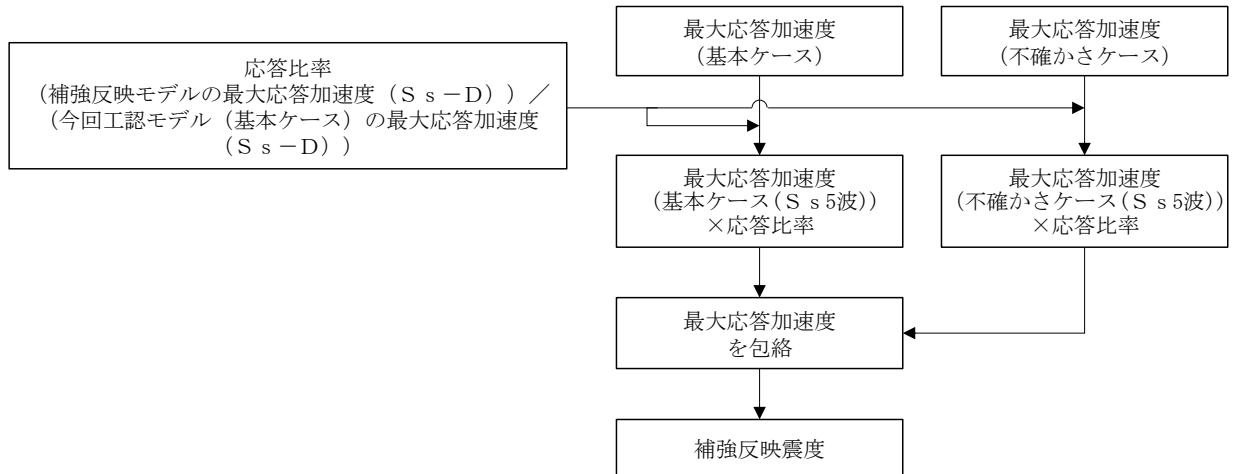 最大応答加速度
(基本ケース)
最大応答加速度
(不確かさケース)
応答比率
(補強反映モデルの最大応答加速度(Ss-D))/
(今回工認モデル(基本ケース)の最大応答加速度
(Ss-D))
最大応答加速度
(基本ケース(Ss5波))
×応答比率
最大応答加速度
(不確かさケース(Ss5波))
×応答比率
最大応答加速度
を包絡
補強反映震度